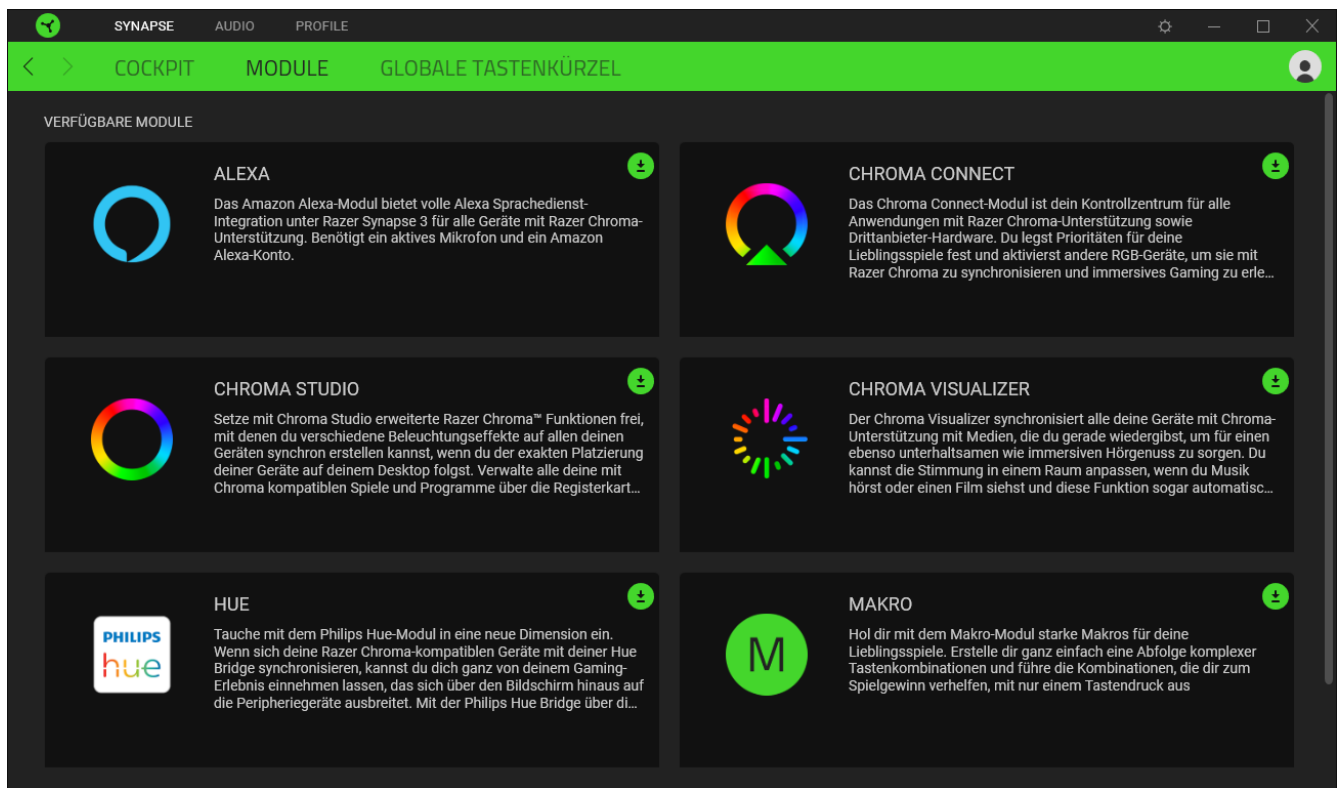 SYNAPSE AUDIO PROFILE
COCKPIT MODULE GLOBALE TASTENKÜRZEL
VERFÜGBARE MODULE
ALEXA
Das Amazon Alexa-Modul bietet volle Alexa Sprachedienst-
Integration unter Razer Synapse 3 für alle Geräte mit Razer Chroma-
Unterstützung. Benötigt ein aktives Mikrofon und ein Amazon
Alexa-Konto.
CHROMA CONNECT
Das Chroma Connect-Modul ist dein Kontrollzentrum für alle
Anwendungen mit Razer Chroma-Unterstützung sowie
Drittanbieter-Hardware. Du legst Prioritäten für deine
Lieblingsspiele fest und aktivierst andere RGB-Geräte, um sie mit
Razer Chroma zu synchronisieren und immersives Gaming zu erle...
CHROMA STUDIO
Setze mit Chroma Studio erweiterte Razer Chroma™ Funktionen frei,
mit denen du verschiedene Beleuchtungseffekte auf allen deinen
Geräten synchron erstellen kannst, wenn du der exakten Platzierung
deiner Geräte auf deinem Desktop folgst. Verwalte alle deine mit
Chroma kompatiblen Spiele und Programme über die Registerkart...
CHROMA VISUALIZER
Der Chroma Visualizer synchronisiert alle deine Geräte mit Chroma-
Unterstützung mit Medien, die du gerade wiedergibst, um für einen
ebenso unterhaltsamen wie immersiven Hörgenuss zu sorgen. Du
kannst die Stimmung in einem Raum anpassen, wenn du Musik
hörst oder einen Film siehst und diese Funktion sogar automatisc...
PHILIPS
hue
HUE
Tauche mit dem Philips Hue-Modul in eine neue Dimension ein.
Wenn sich deine Razer Chroma-kompatiblen Geräte mit deiner Hue
Bridge synchronisieren, kannst du dich ganz von deinem Gaming-
Erlebnis einnehmen lassen, das sich über den Bildschirm hinaus auf
die Peripheriegeräte ausbreitet. Mit der Philips Hue Bridge über di...
M
MAKRO
Hol dir mit dem Makro-Modul starke Makros für deine
Lieblingsspiele. Erstelle dir ganz einfach eine Abfolge komplexer
Tastenkombinationen und führe die Kombinationen, die dir zum
Spielgewinn verhelfen, mit nur einem Tastendruck aus